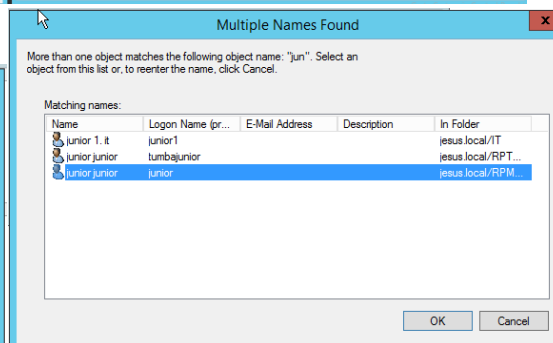 Multiple Names Found
x
More than one object matches the following object name: "jun". Select an
object from this list or, to reenter the name, click Cancel.
Matching names:
Name Logon Name (pr... E-Mail Address Description In Folder
junior 1. it junior1 jesus.local/IT
junior junior tumbajunior jesus.local/RPT...
junior junior junior jesus.local/RPM...
OK Cancel